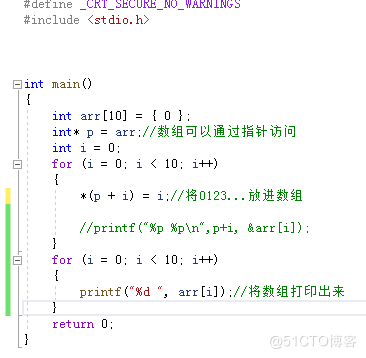 #define _CRT_SECURE_NO_WARNINGS
#include <stdio.h>
int main()
{
int arr[10] = { 0 };
int* p = arr;//数组可以通过指针访问
int i = 0;
for (i = 0; i < 10; i++)
{
*(p + i) = i;//将0123...放进数组
//printf("%p %p\n",p+i, &arr[i]);
}
for (i = 0; i < 10; i++)
{
printf("%d ", arr[i]);//将数组打印出来
}
return 0;
}
@51CTO博客